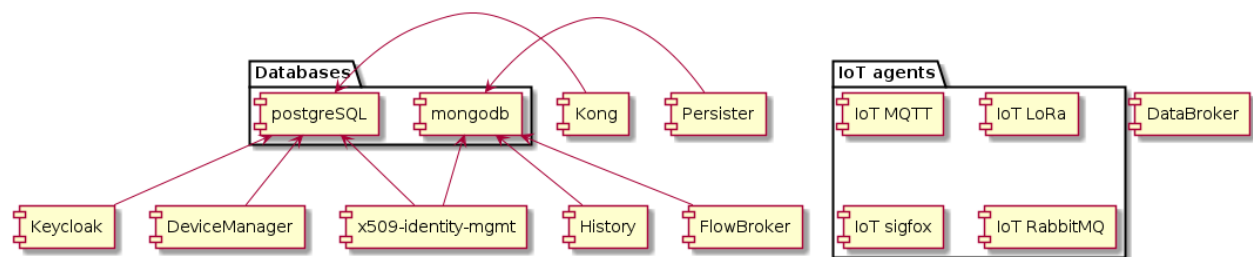 Databases
IoT agents
postgreSQL
mongodb
Kong
Persister
IoT MQTT
IoT LoRa
DataBroker
Keycloak
DeviceManager
x509-identity-mgmt
History
FlowBroker
IoT sigfox
IoT RabbitMQ